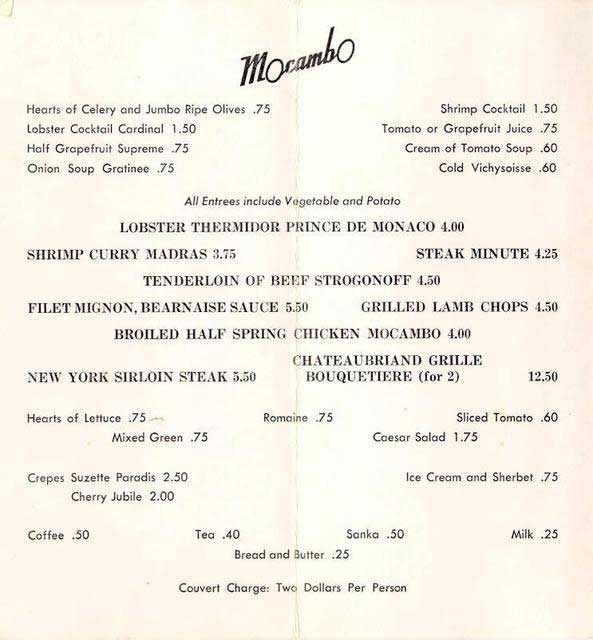 Mocambo
Hearts of Celery and Jumbo Ripe Olives .75 Shrimp Cocktail 1.50
Lobster Cocktail Cardinal 1.50 Tomato or Grapefruit Juice .75
Half Grapefruit Supreme .75 Cream of Tomato Soup .60
Onion Soup Gratinee .75 Cold Vichysoisse .60
All Entrees include Vegetable and Potato
LOBSTER THERMIDOR PRINCE DE MONACO 4.00
SHRIMP CURRY MADRAS 3.75 STEAK MINUTE 4.25
TENDERLOIN OF BEEF STROGONOFF 4.50
FILET MIGNON, BEARNAISE SAUCE 5.50 GRILLED LAMB CHOPS 4.50
BROILED HALF SPRING CHICKEN MOCAMBO 4.00
CHATEAUBRIAND GRILLE
NEW YORK SIRLOIN STEAK 5.50 BOUQUETIERE (for 2) 12.50
Hearts of Lettuce .75 Romaine .75 Sliced Tomato .60
Mixed Green .75 Caesar Salad 1.75
Crepes Suzette Paradis 2.50 Ice Cream and Sherbet .75
Cherry Jubile 2.00
Coffee .50 Tea .40 Sanka .50 Milk .25
Bread and Butter .25
Couvert Charge: Two Dollars Per Person